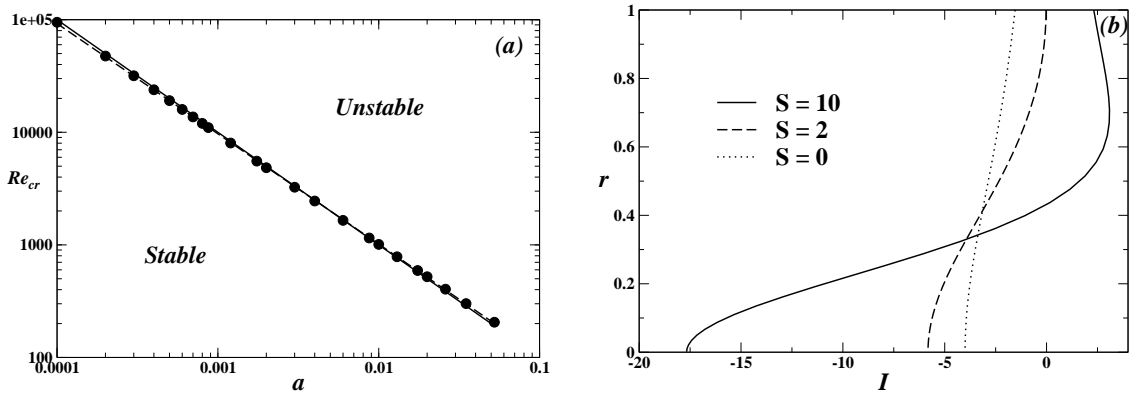 (a)
1e+05
10000
1000
100
Re_cr
Unstable
Stable
0.0001
0.001
0.01
0.1
a
(b)
1
0.8
0.6
0.4
0.2
0
r
S = 10
S = 2
S = 0
-20
-15
-10
-5
0
I